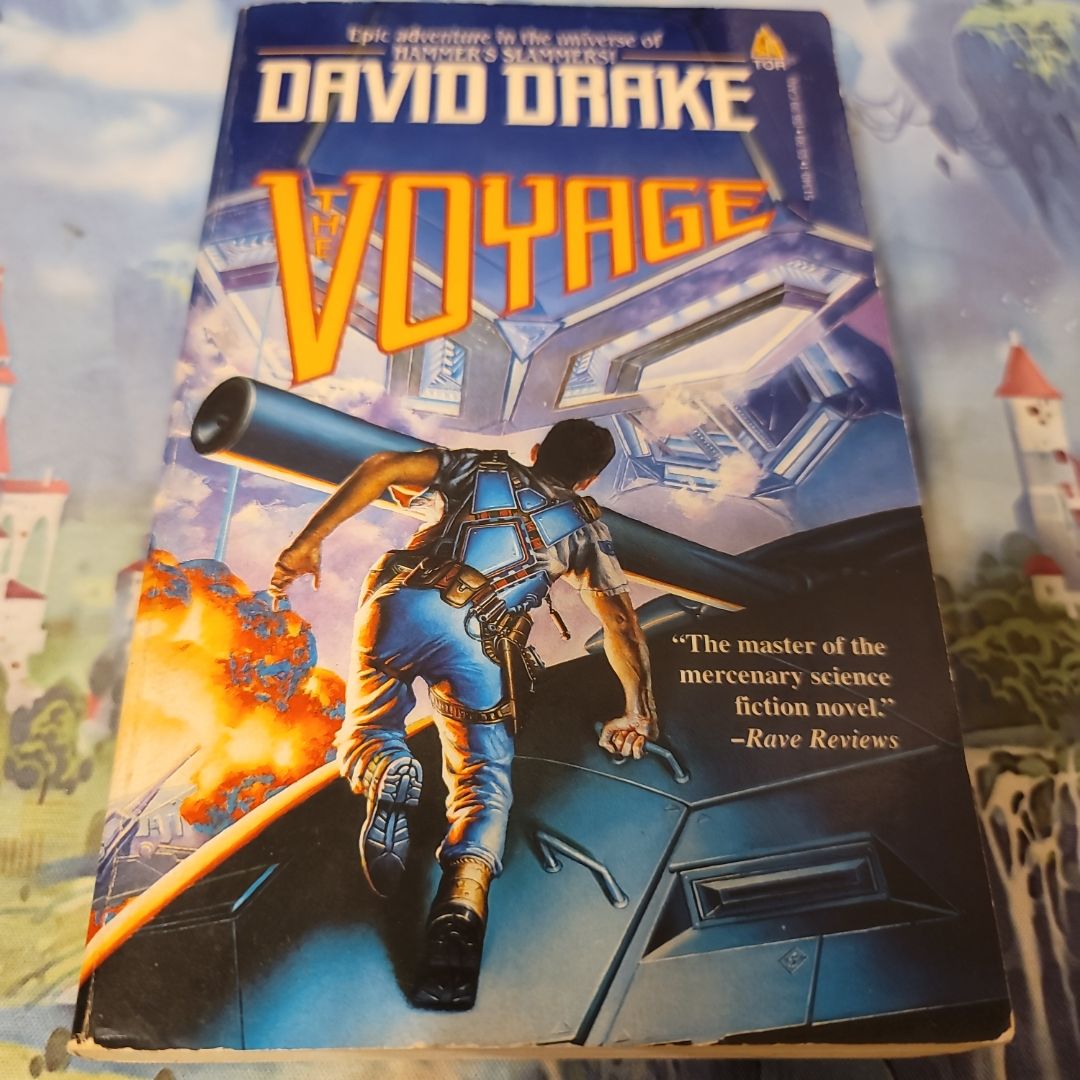 Epic adventure in the universe of
HAMMER'S SLAMMERS!
TOR
DAVID DRAKE
THE
VOYAGE
“The master of the
mercenary science
fiction novel.”
–Rave Reviews